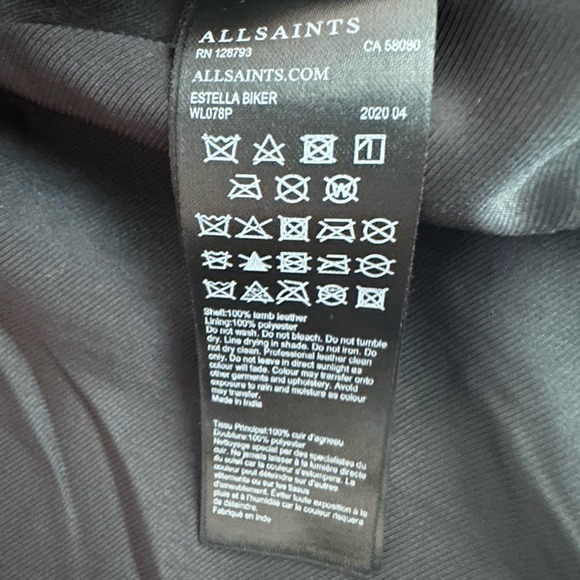 ALLSAINTS
RN 128793 CA 58080
ALLSAINTS.COM
ESTELLA BIKER
WL078P 2020 04
Shell:100% lamb leather
Lining:100% polyester
Do not wash. Do not bleach. Do not tumble
dry. Line drying in shade. Do not iron. Do
not dry clean. Professional leather clean
only. Do not leave in direct sunlight as
colour will fade. Colour may transfer onto
other garments and upholstery. Avoid
exposure to rain and moisture as colour
may transfer.
Made in India
Tissu Principal:100% cuir d'agneau
Doublure:100% polyester
Nettoyage spécial par des specialistes du
cuir. Ne jamais laisser à la lumière directe
du soleil car la couleur s'estompera. La
couleur peut déteindre sur d'autres
vêtements ou sur les tissus
d'ameublement. Éviter toute exposition à la
pluie et à l'humidité car la couleur risquera
de déteindre.
Fabriqué en Inde